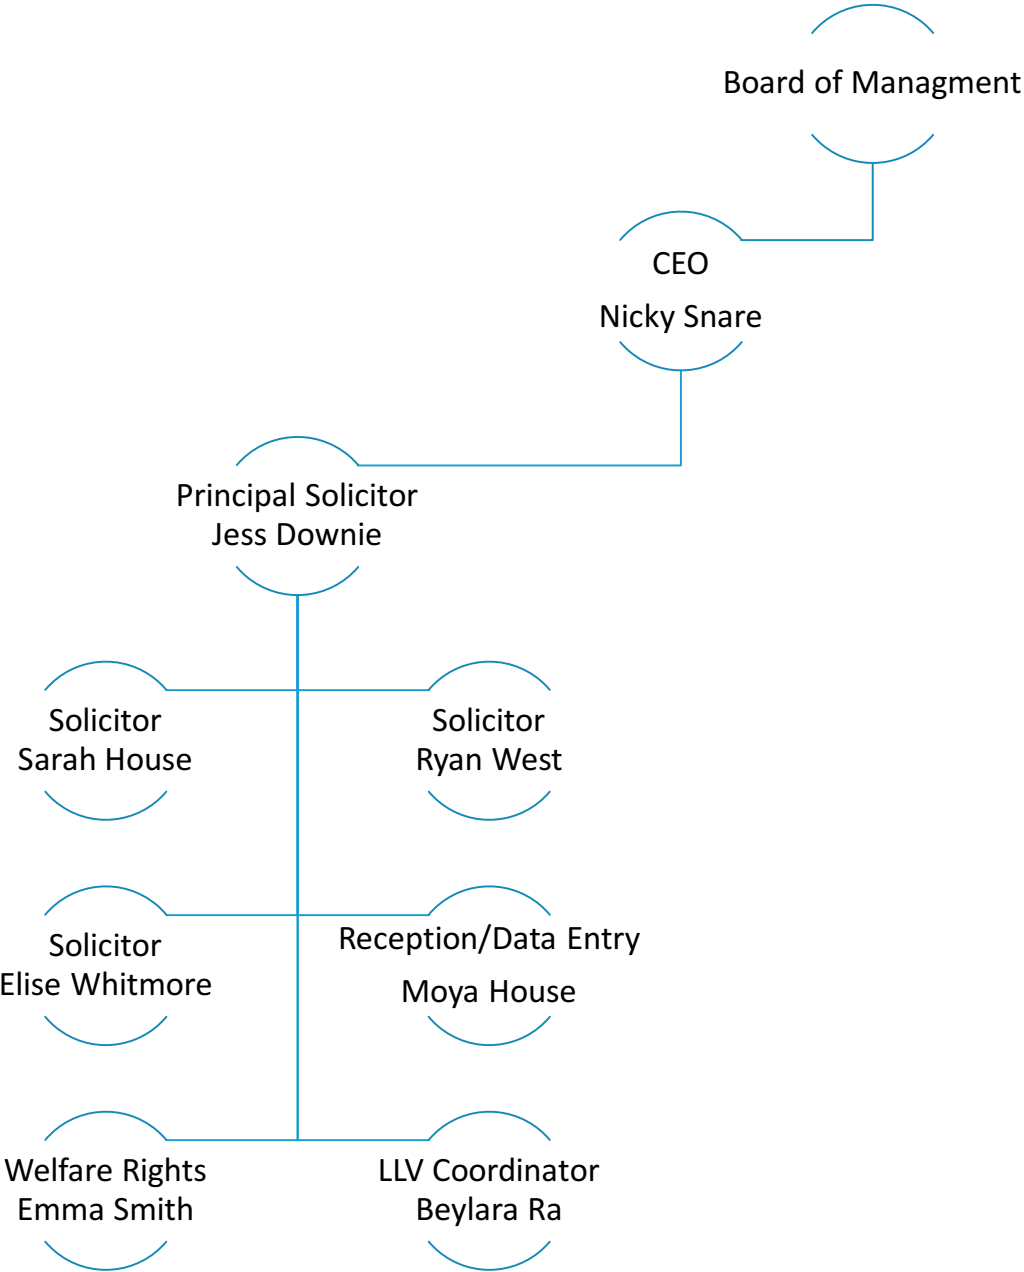 Board of Managment
CEO
Nicky Snare
Principal Solicitor
Jess Downie
Solicitor
Sarah House
Solicitor
Ryan West
Solicitor
Elise Whitmore
Reception/Data Entry
Moya House
Welfare Rights
Emma Smith
LLV Coordinator
Beylara Ra